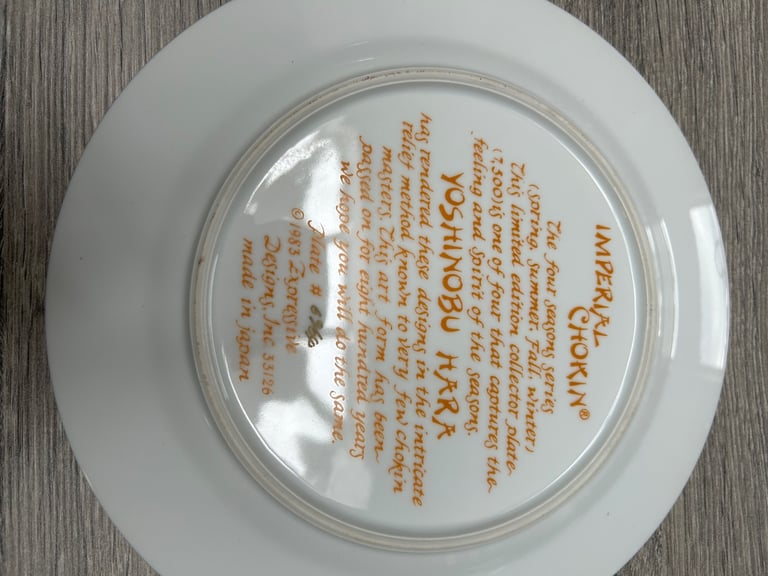 IMPERIAL
CHOKIN®
The four seasons series
(spring, summer, fall, winter)
This limited edition collector plate
(7,500) is one of four that captures the
feeling and spirit of the seasons.
YOSHINOBU HARA
has rendered these designs in the intricate
relief method known to very few chokin
masters. This art form has been
passed on for eight hundred years
We hope you will do the same.
Plate #
© 1985
Designs, Inc. 33126
made in japan